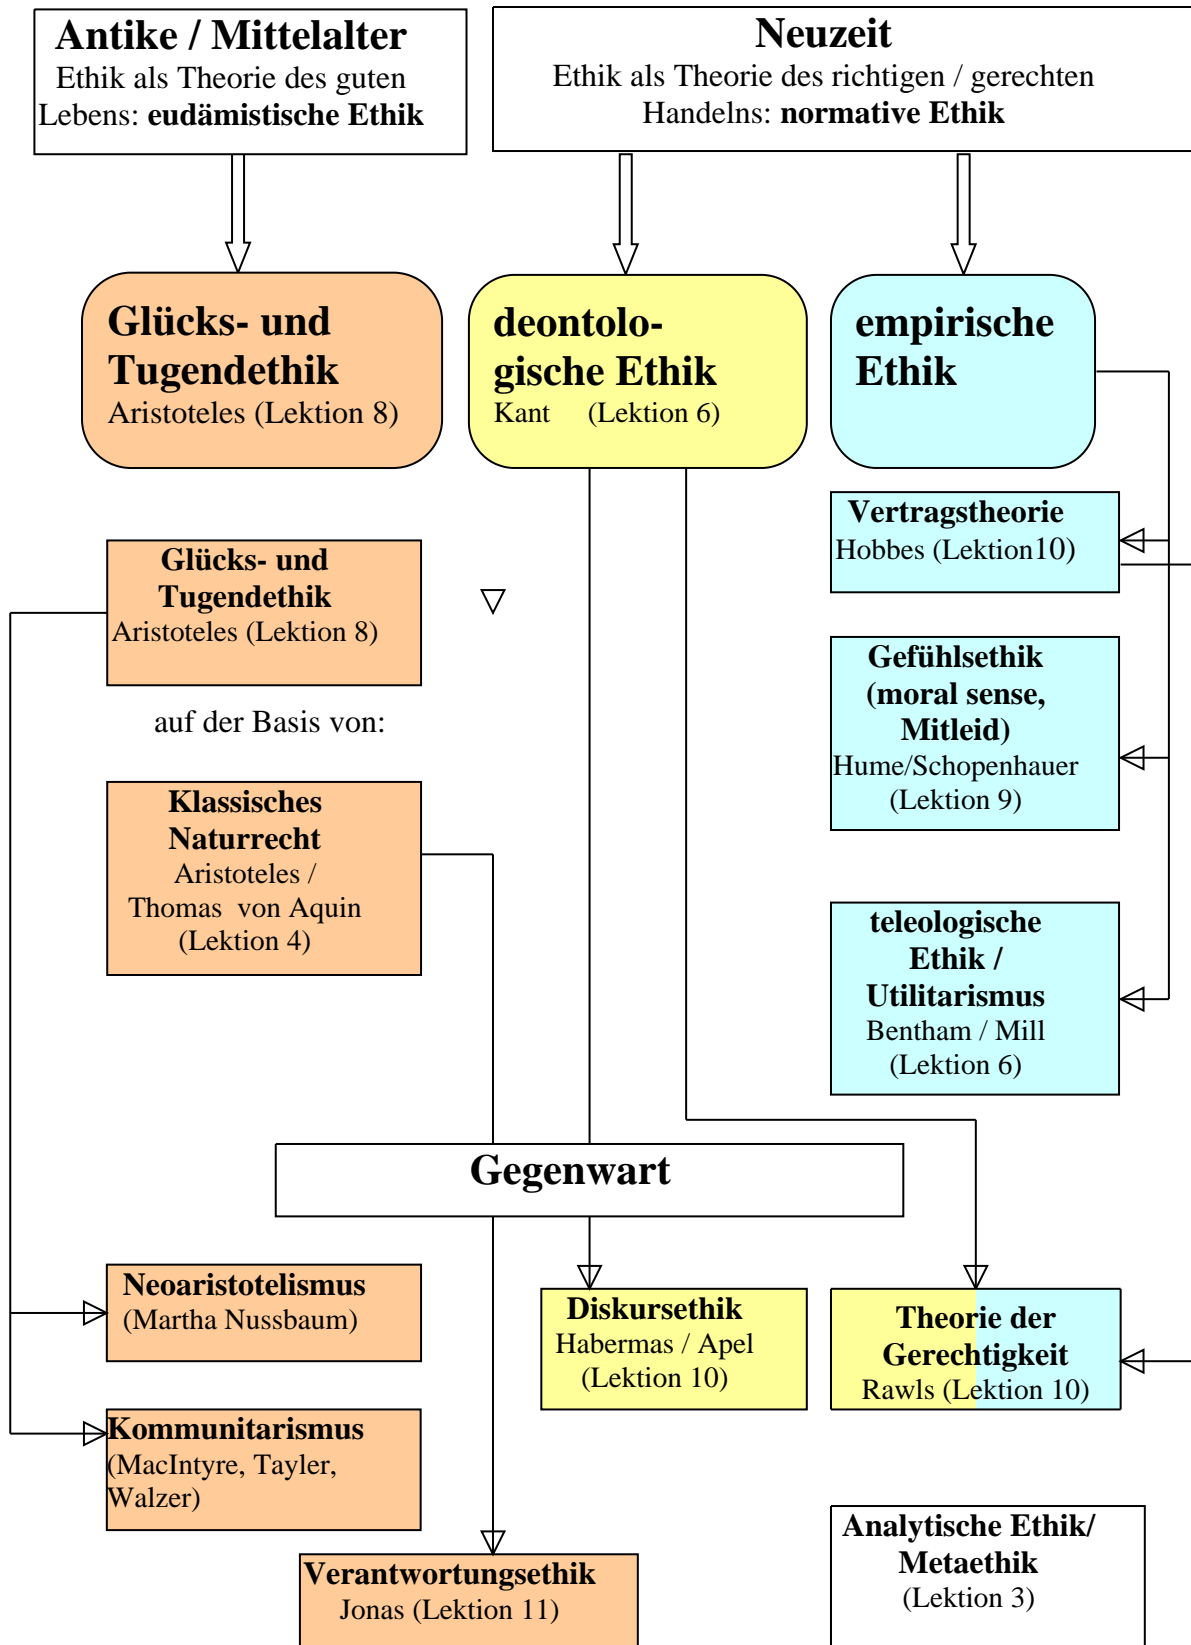 Antike / Mittelalter
Ethik als Theorie des guten
Lebens: eudämistische Ethik
Neuzeit
Ethik als Theorie des richtigen / gerechten
Handelns: normative Ethik
Glücks- und
Tugendethik
Aristoteles (Lektion 8)
deontolo-
gische Ethik
Kant (Lektion 6)
empirische
Ethik
Vertragstheorie
Hobbes (Lektion10)
Glücks- und
Tugendethik
Aristoteles (Lektion 8)
Gefühlsethik
(moral sense,
Mitleid)
Hume/Schopenhauer
(Lektion 9)
auf der Basis von:
Klassisches
Naturrecht
Aristoteles /
Thomas von Aquin
(Lektion 4)
teleologische
Ethik /
Utilitarismus
Bentham / Mill
(Lektion 6)
Gegenwart
Neoaristotelismus
(Martha Nussbaum)
Diskursethik
Habermas / Apel
(Lektion 10)
Theorie der
Gerechtigkeit
Rawls (Lektion 10)
Kommunitarismus
(MacIntyre, Tayler,
Walzer)
Analytische Ethik/
Metaethik
(Lektion 3)
Verantwortungsethik
Jonas (Lektion 11)